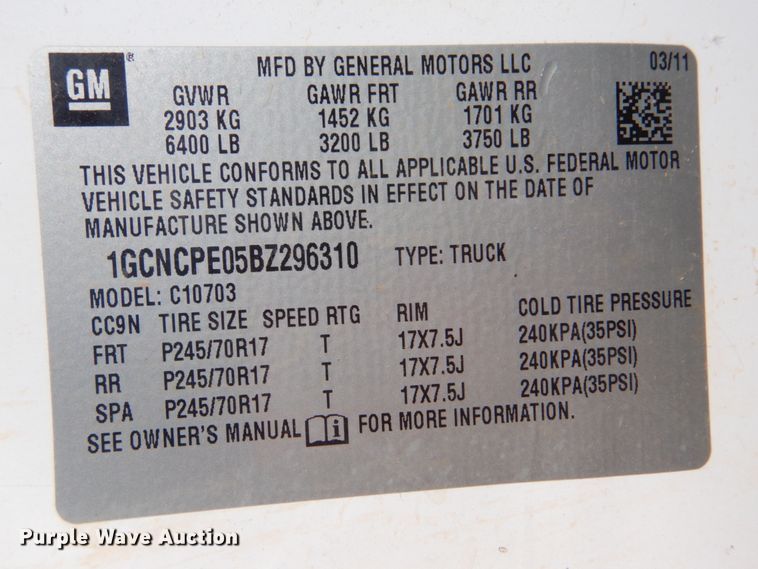 GM®
MFD BY GENERAL MOTORS LLC 03/11
GVWR GAWR FRT GAWR RR
2903 KG 1452 KG 1701 KG
6400 LB 3200 LB 3750 LB
THIS VEHICLE CONFORMS TO ALL APPLICABLE U.S. FEDERAL MOTOR
VEHICLE SAFETY STANDARDS IN EFFECT ON THE DATE OF
MANUFACTURE SHOWN ABOVE.
1GCNCPE05BZ296310 TYPE: TRUCK
MODEL: C10703
CC9N TIRE SIZE SPEED RTG RIM COLD TIRE PRESSURE
FRT P245/70R17 T 17X7.5J 240KPA(35PSI)
RR P245/70R17 T 17X7.5J 240KPA(35PSI)
SPA P245/70R17 T 17X7.5J 240KPA(35PSI)
SEE OWNER'S MANUAL i FOR MORE INFORMATION.
Purple Wave Auction